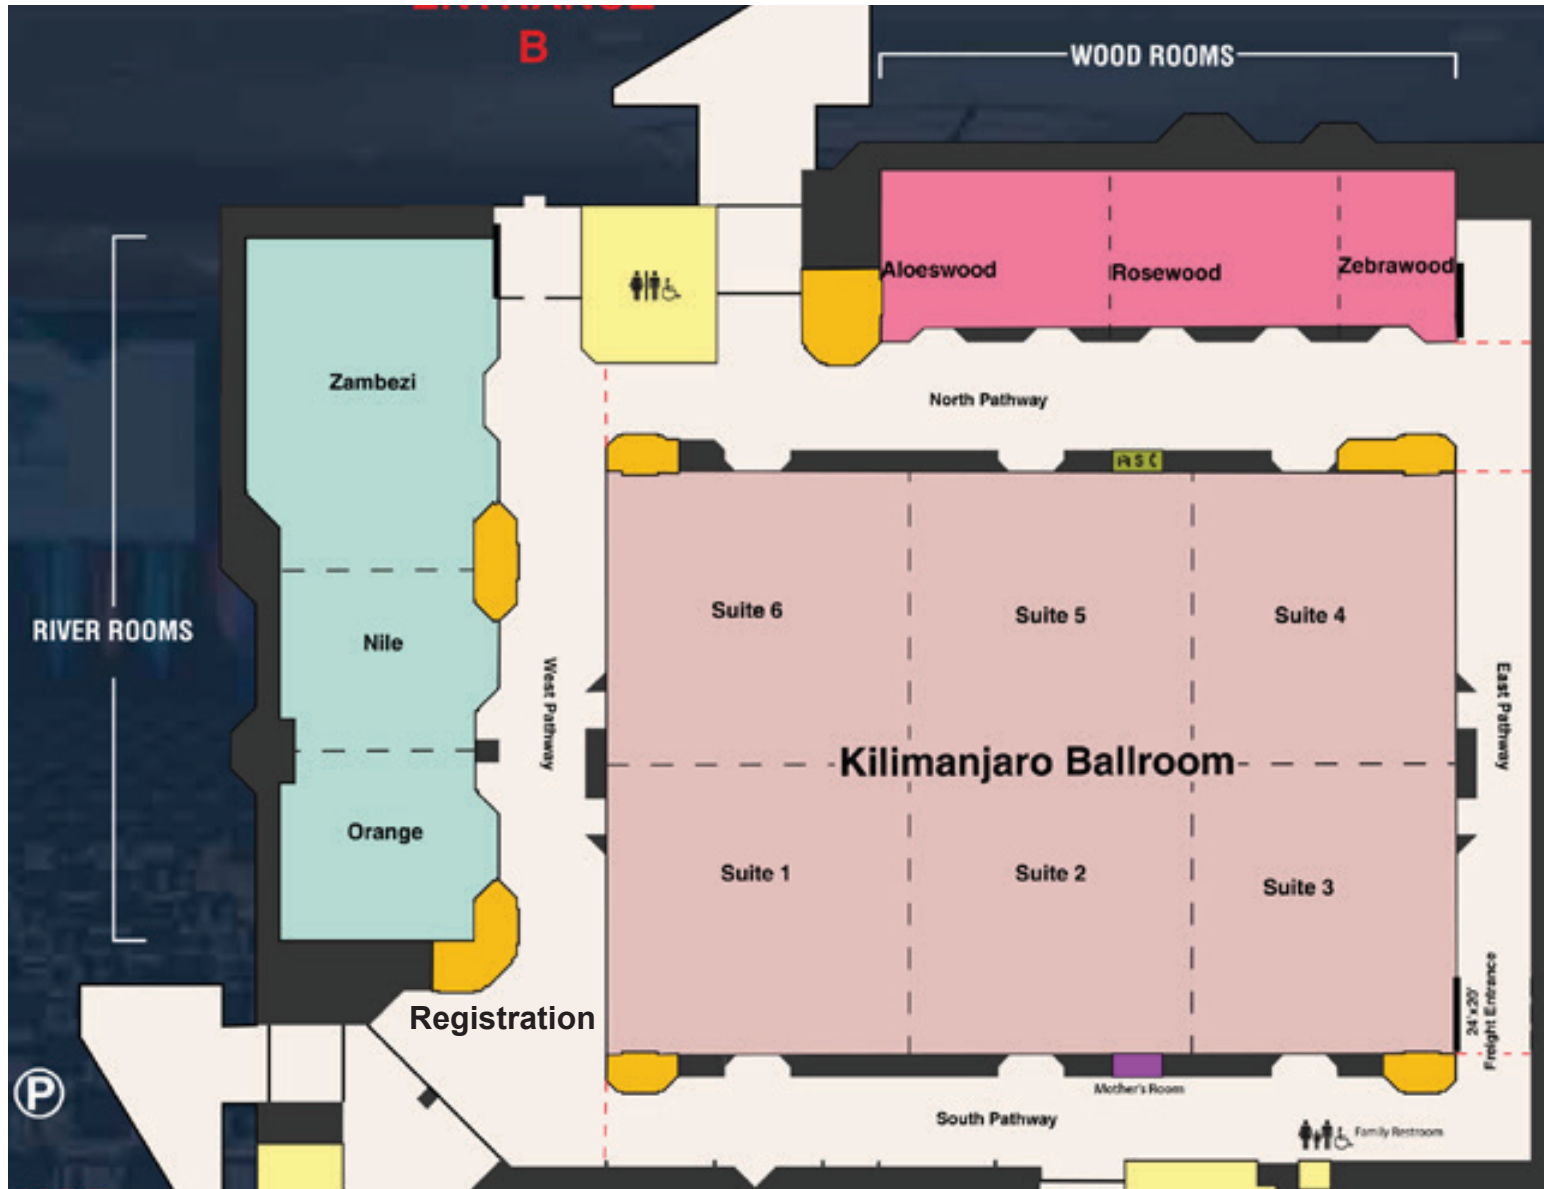 B
WOOD ROOMS
Aloeswood
Rosewood
Zebrawood
Zambezi
North Pathway
RIVER ROOMS
Nile
Suite 6
Suite 5
Suite 4
West Pathway
East Pathway
Kilimanjaro Ballroom
Orange
Suite 1
Suite 2
Suite 3
24'x20'
Freight Entrance
Registration
P
Mother's Room
South Pathway
Family Restroom